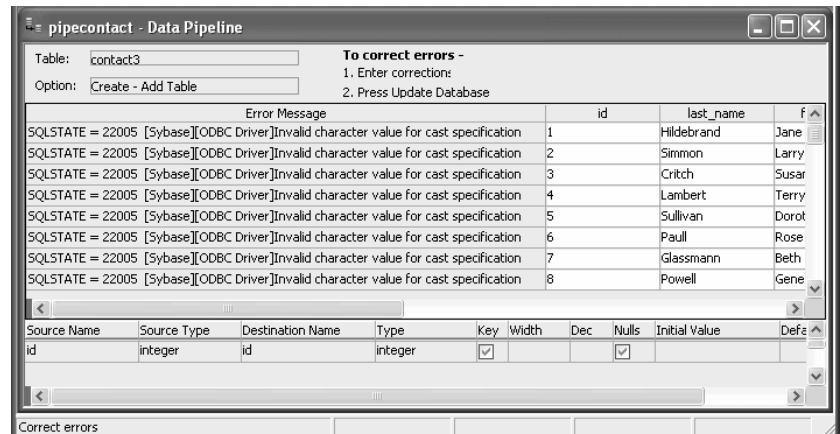 pipecontact - Data Pipeline
Table: contact3
Option: Create - Add Table
To correct errors -
1. Enter corrections
2. Press Update Database
Error Message id last_name f
SQLSTATE = 22005 [Sybase][ODBC Driver]Invalid character value for cast specification 1 Hildebrand Jane
SQLSTATE = 22005 [Sybase][ODBC Driver]Invalid character value for cast specification 2 Simmon Larry
SQLSTATE = 22005 [Sybase][ODBC Driver]Invalid character value for cast specification 3 Critch Susan
SQLSTATE = 22005 [Sybase][ODBC Driver]Invalid character value for cast specification 4 Lambert Terry
SQLSTATE = 22005 [Sybase][ODBC Driver]Invalid character value for cast specification 5 Sullivan Dorot
SQLSTATE = 22005 [Sybase][ODBC Driver]Invalid character value for cast specification 6 Paull Rose
SQLSTATE = 22005 [Sybase][ODBC Driver]Invalid character value for cast specification 7 Glassmann Beth
SQLSTATE = 22005 [Sybase][ODBC Driver]Invalid character value for cast specification 8 Powell Gene
Source Name Source Type Destination Name Type Key Width Dec Nulls Initial Value Defa
id integer id integer
Correct errors